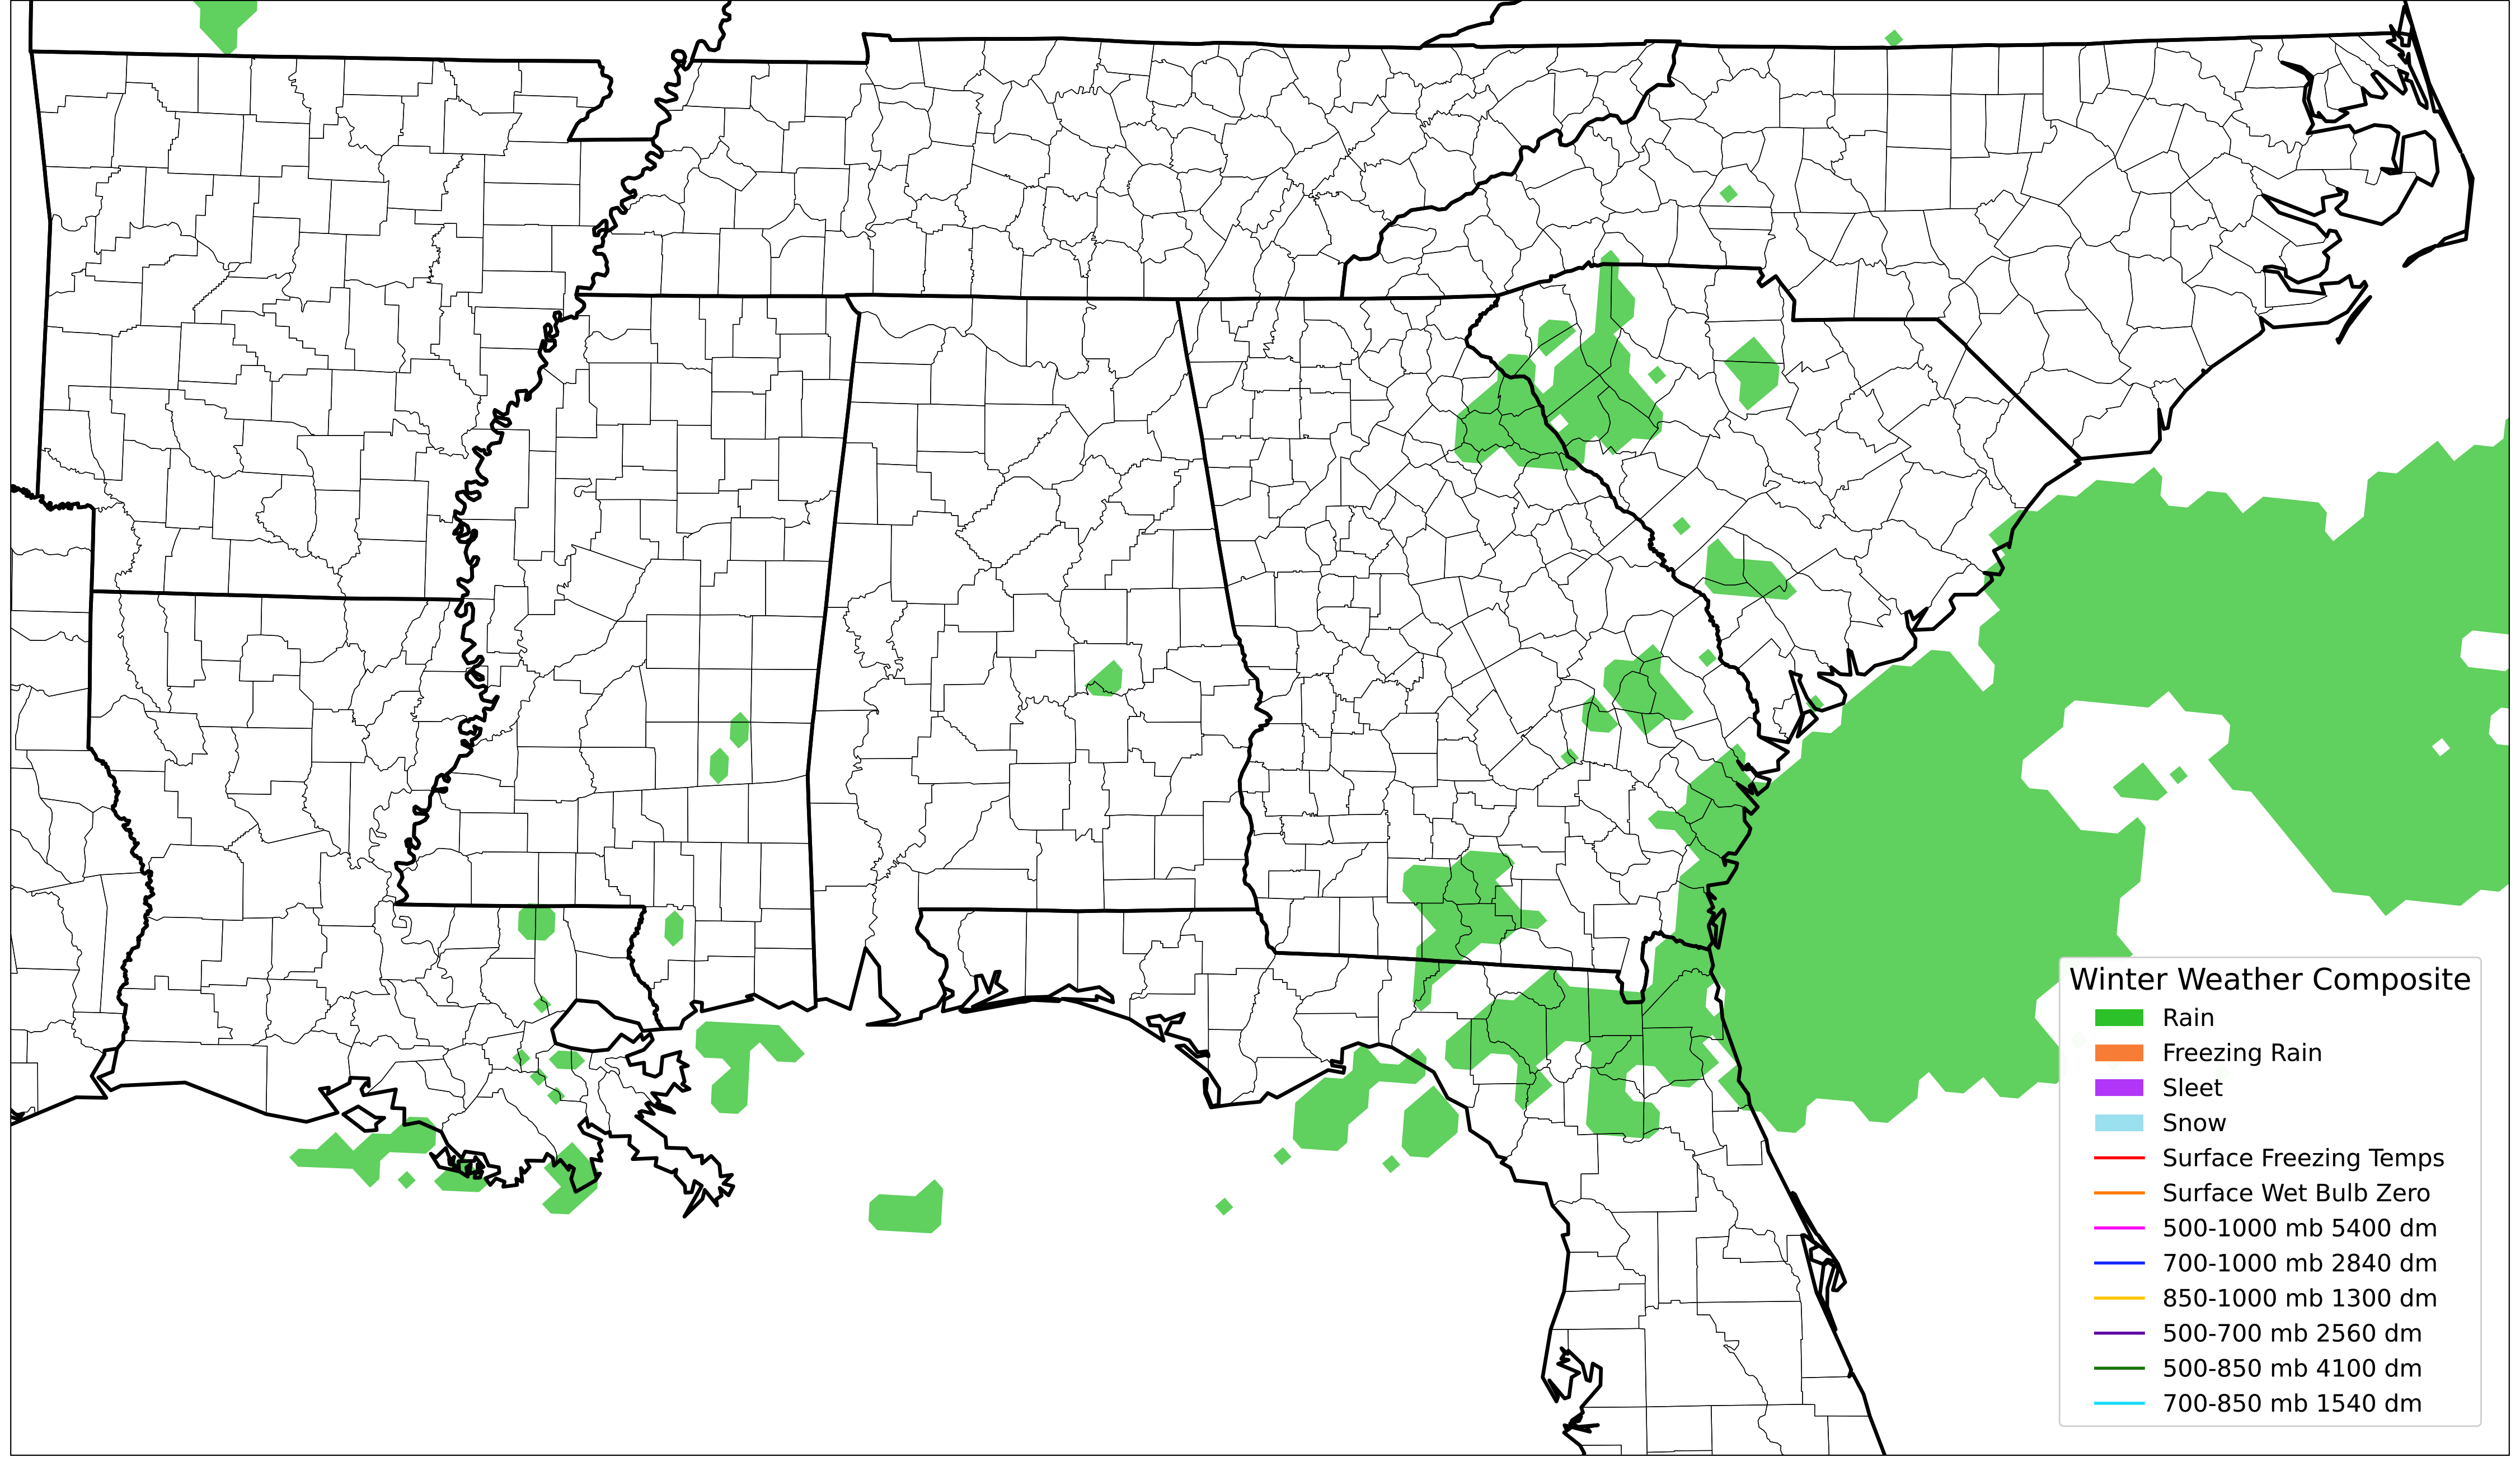 Winter Weather Composite
Rain
Freezing Rain
Sleet
Snow
Surface Freezing Temps
Surface Wet Bulb Zero
500-1000 mb 5400 dm
700-1000 mb 2840 dm
850-1000 mb 1300 dm
500-700 mb 2560 dm
500-850 mb 4100 dm
700-850 mb 1540 dm